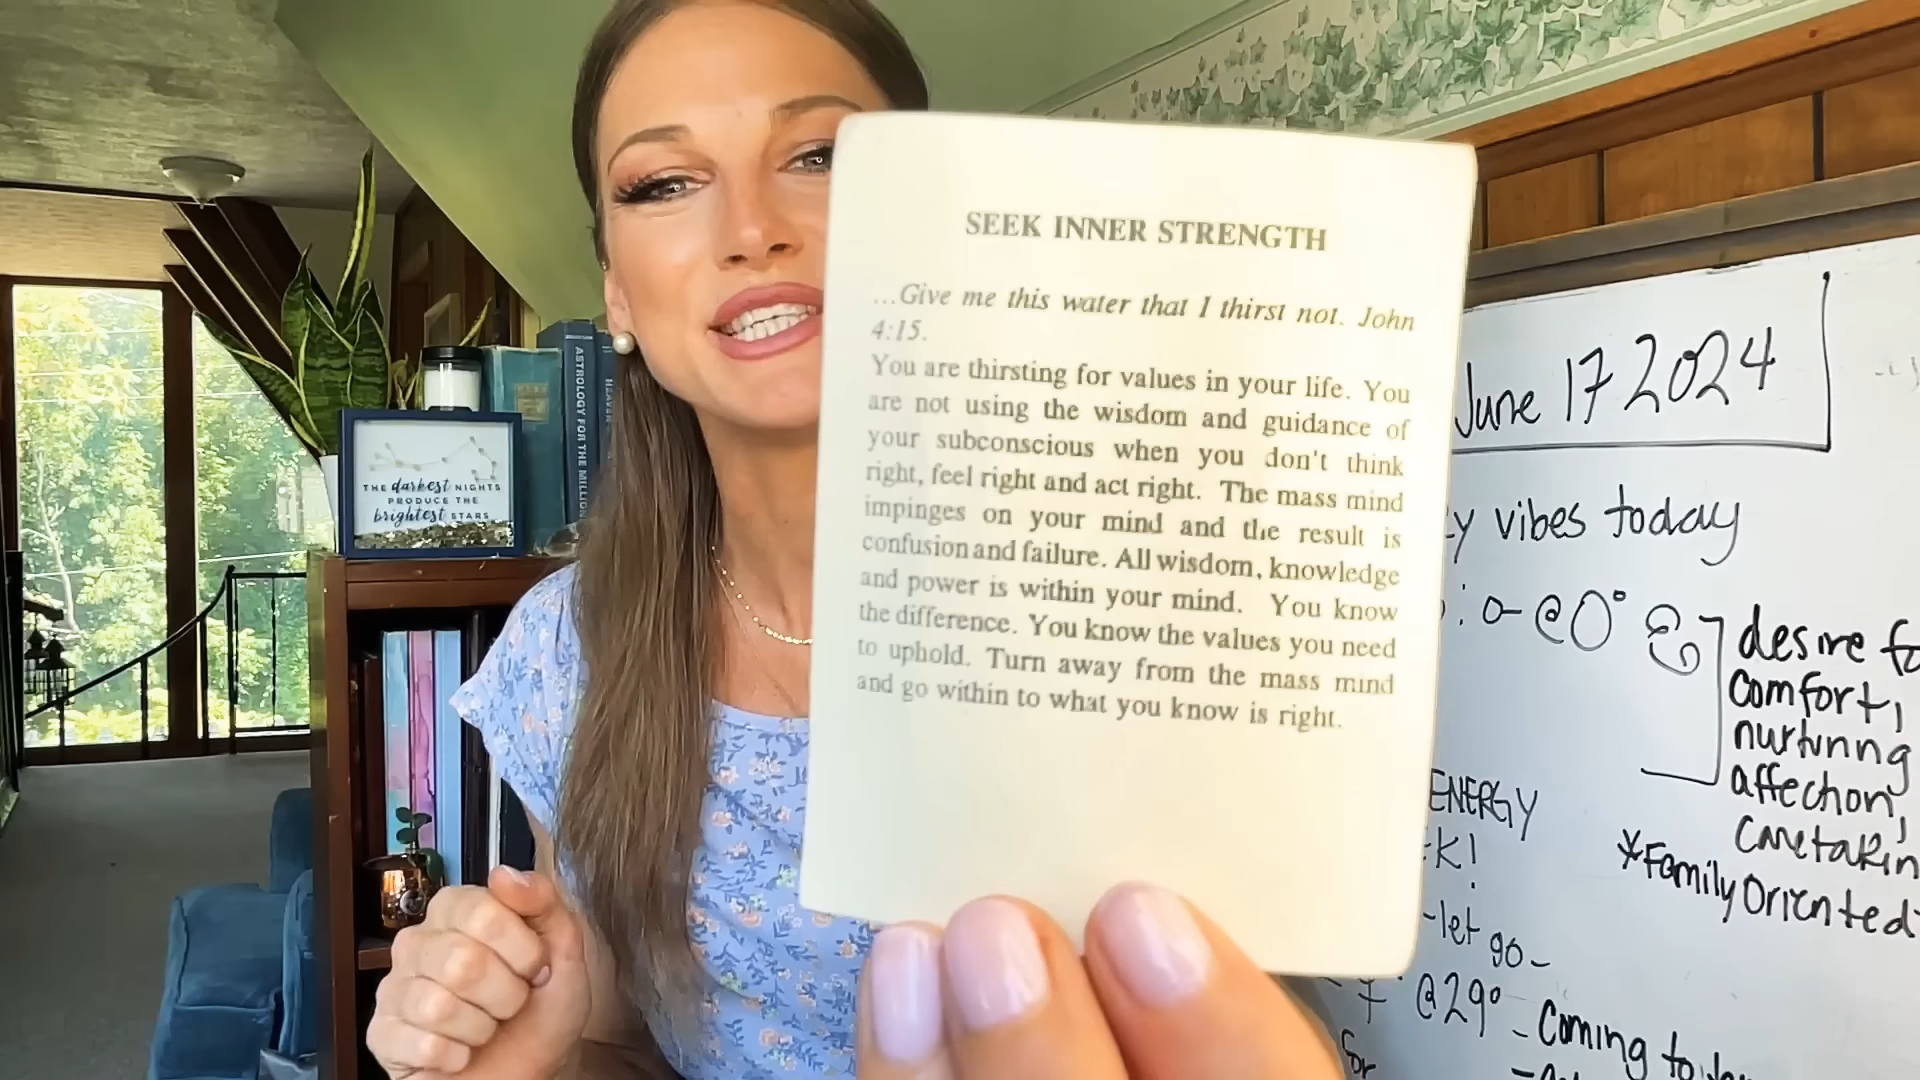 SEEK INNER STRENGTH
...Give me this water that I thirst not. John
4:15.
You are thirsting for values in your life. You
are not using the wisdom and guidance of
your subconscious when you don't think
right, feel right and act right. The mass mind
impinges on your mind and the result is
confusion and failure. All wisdom, knowledge
and power is within your mind. You know
the difference. You know the values you need
to uphold. Turn away from the mass mind
and go within to what you know is right.
THE darkest NIGHTS
PRODUCE THE
brightest STARS
ASTROLOGY FOR THE MILLION
June 17 2024
vibes today
@0° ♋
desire
comfort,
nurturing
affection,
*Family Oriented
ENERGY
-let go-
@29° - Coming to
for